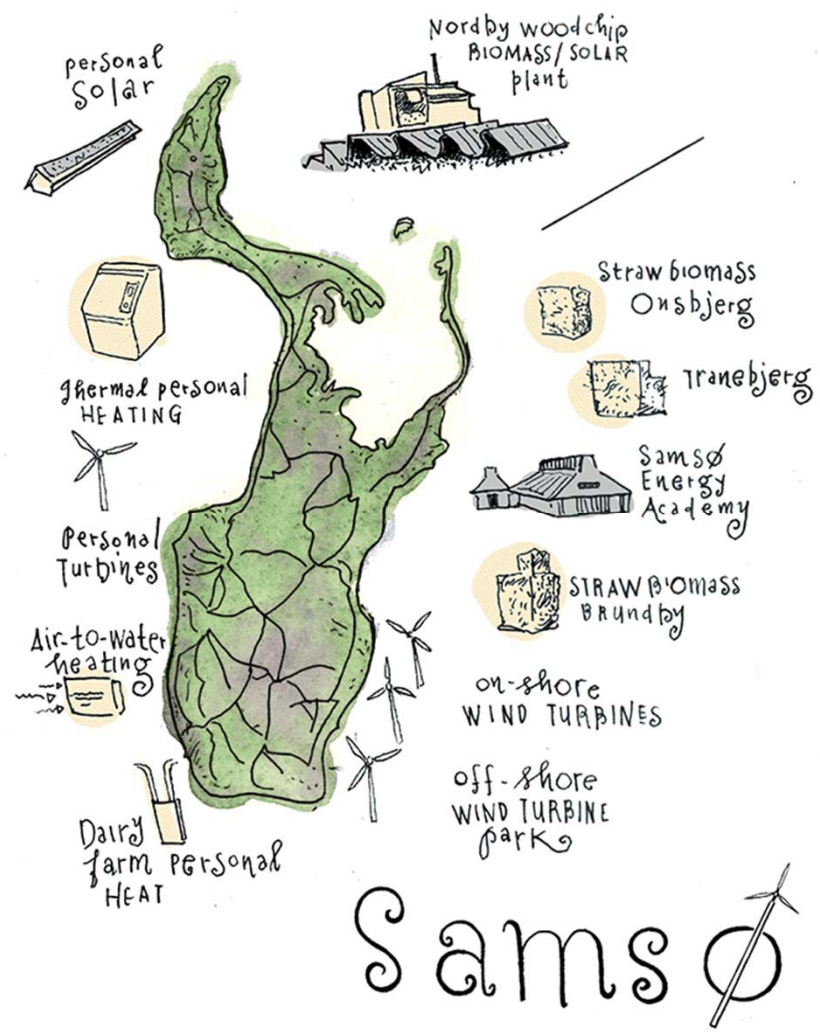 personal
Solar
Nordby woodchip
BIOMASS/SOLAR
plant
Straw biomass
Onsbjerg
Tranebjerg
thermal personal
HEATING
Samsø
Energy
Academy
Personal
Turbines
STRAW BIOMASS
BRUNDBY
Air-to-water
heating
on-shore
WIND TURBINES
off-shore
WIND TURBINE
park
Dairy
farm personal
HEAT
Samsø